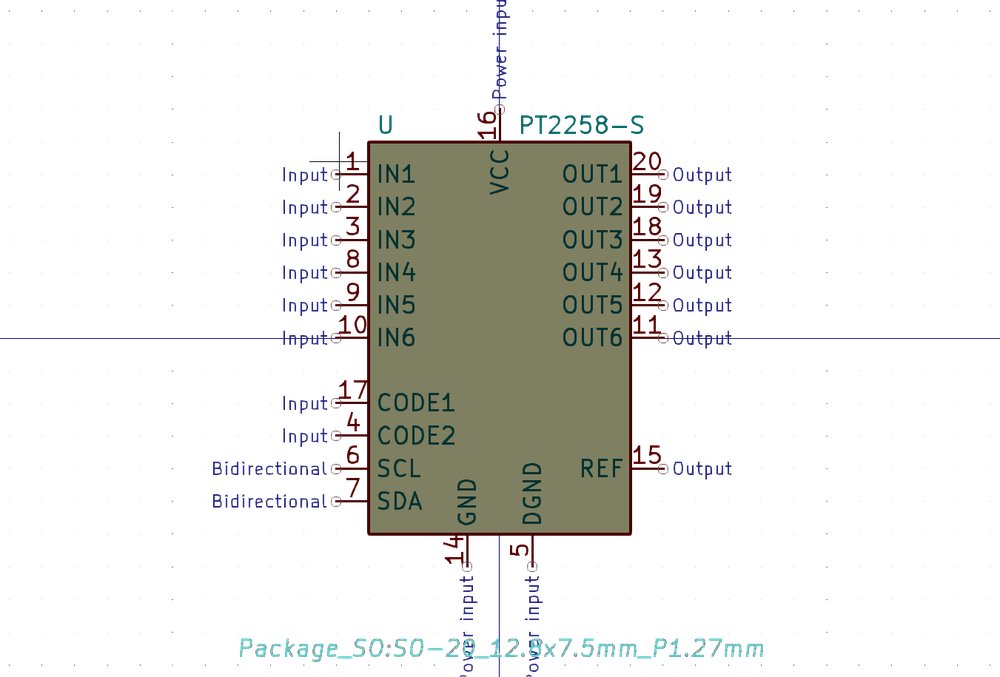 Power inpu
16
U PT2258-S
VCC
Input 1 IN1 OUT1 20 Output
Input 2 IN2 OUT2 19 Output
Input 3 IN3 OUT3 18 Output
Input 8 IN4 OUT4 13 Output
Input 9 IN5 OUT5 12 Output
Input 10 IN6 OUT6 11 Output
Input 17 CODE1
Input 4 CODE2
Bidirectional 6 SCL REF 15 Output
Bidirectional 7 SDA
GND DGND
14 5
Power input Power input
Package_SO:SO-20_12.8x7.5mm_P1.27mm